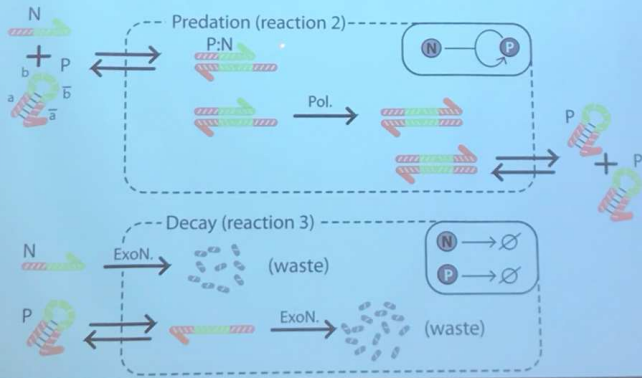 N
Predation (reaction 2)
P:N
N
P
+
b
P
a
b̅
a̅
Pol.
P
+
P
Decay (reaction 3)
N
ExoN.
(waste)
N → ∅
P → ∅
P
ExoN.
(waste)